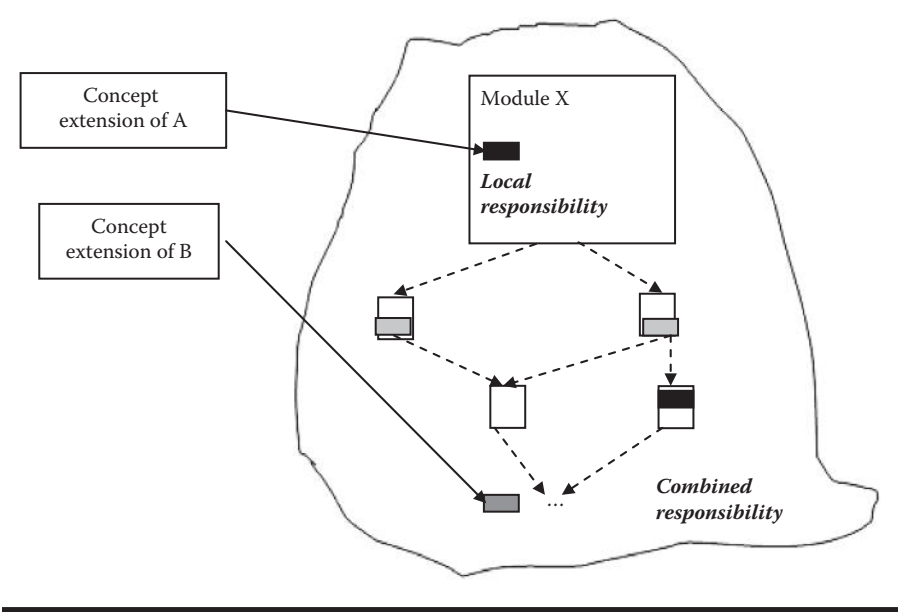 Concept
extension of A
Module X
Local
responsibility
Concept
extension of B
...
Combined
responsibility